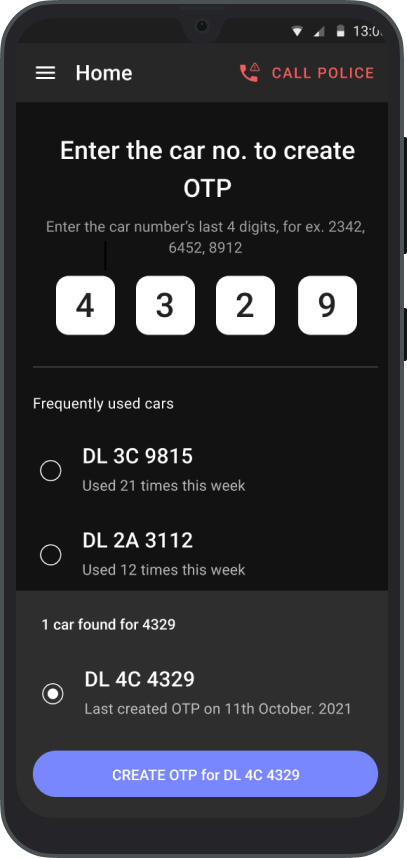 13:0
Home
CALL POLICE
Enter the car no. to create
OTP
Enter the car number's last 4 digits, for ex. 2342,
6452, 8912
4 3 2 9
Frequently used cars
DL 3C 9815
Used 21 times this week
DL 2A 3112
Used 12 times this week
1 car found for 4329
DL 4C 4329
Last created OTP on 11th October. 2021
CREATE OTP for DL 4C 4329